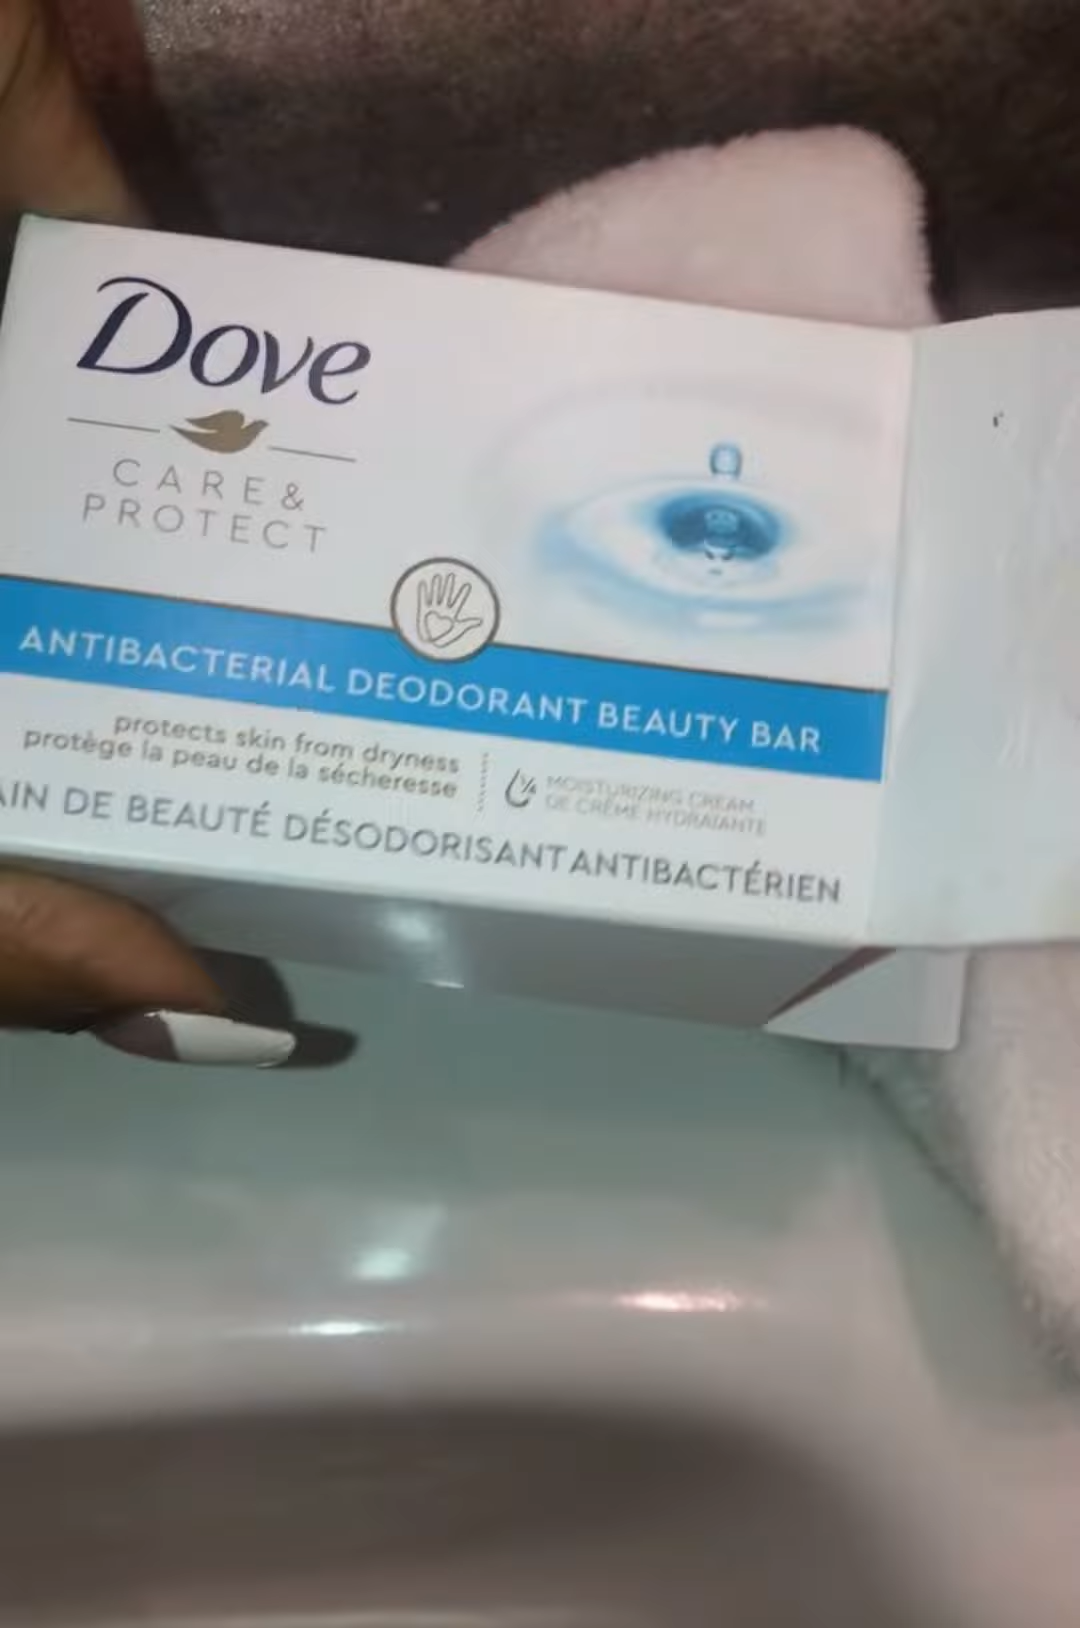 Dove
CARE &
PROTECT
ANTIBACTERIAL DEODORANT BEAUTY BAR
protects skin from dryness
protège la peau de la sécheresse
1/4 MOISTURIZING CREAM
DE CRÈME HYDRATANTE
DE BEAUTÉ DÉSODORISANT ANTIBACTÉRIEN